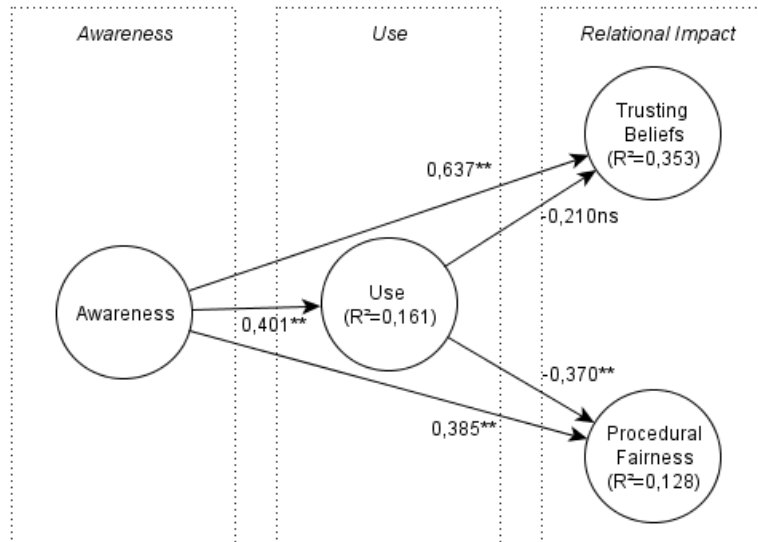 Awareness
Use
Relational Impact
Trusting
Beliefs
(R²=0,353)
0,637**
-0,210ns
Awareness
0,401**
Use
(R²=0,161)
-0,370**
0,385**
Procedural
Fairness
(R²=0,128)